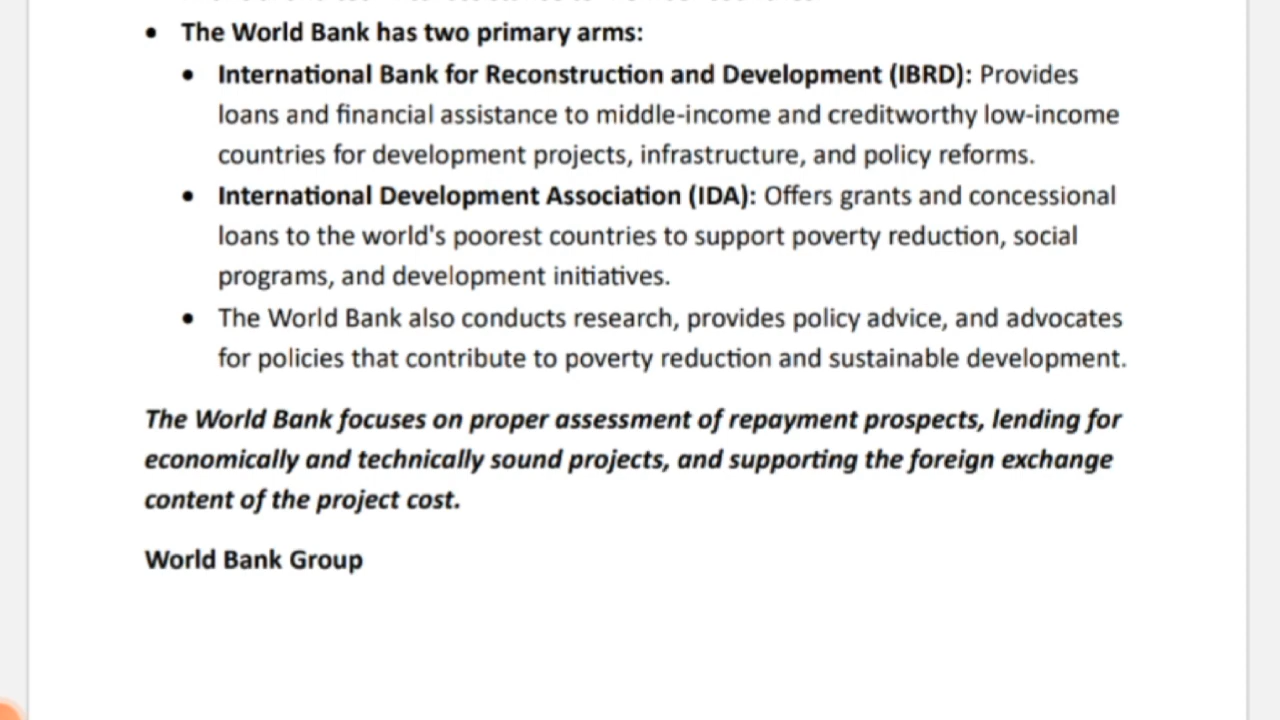 • The World Bank has two primary arms:
• International Bank for Reconstruction and Development (IBRD): Provides
loans and financial assistance to middle-income and creditworthy low-income
countries for development projects, infrastructure, and policy reforms.
• International Development Association (IDA): Offers grants and concessional
loans to the world's poorest countries to support poverty reduction, social
programs, and development initiatives.
• The World Bank also conducts research, provides policy advice, and advocates
for policies that contribute to poverty reduction and sustainable development.
The World Bank focuses on proper assessment of repayment prospects, lending for
economically and technically sound projects, and supporting the foreign exchange
content of the project cost.
World Bank Group